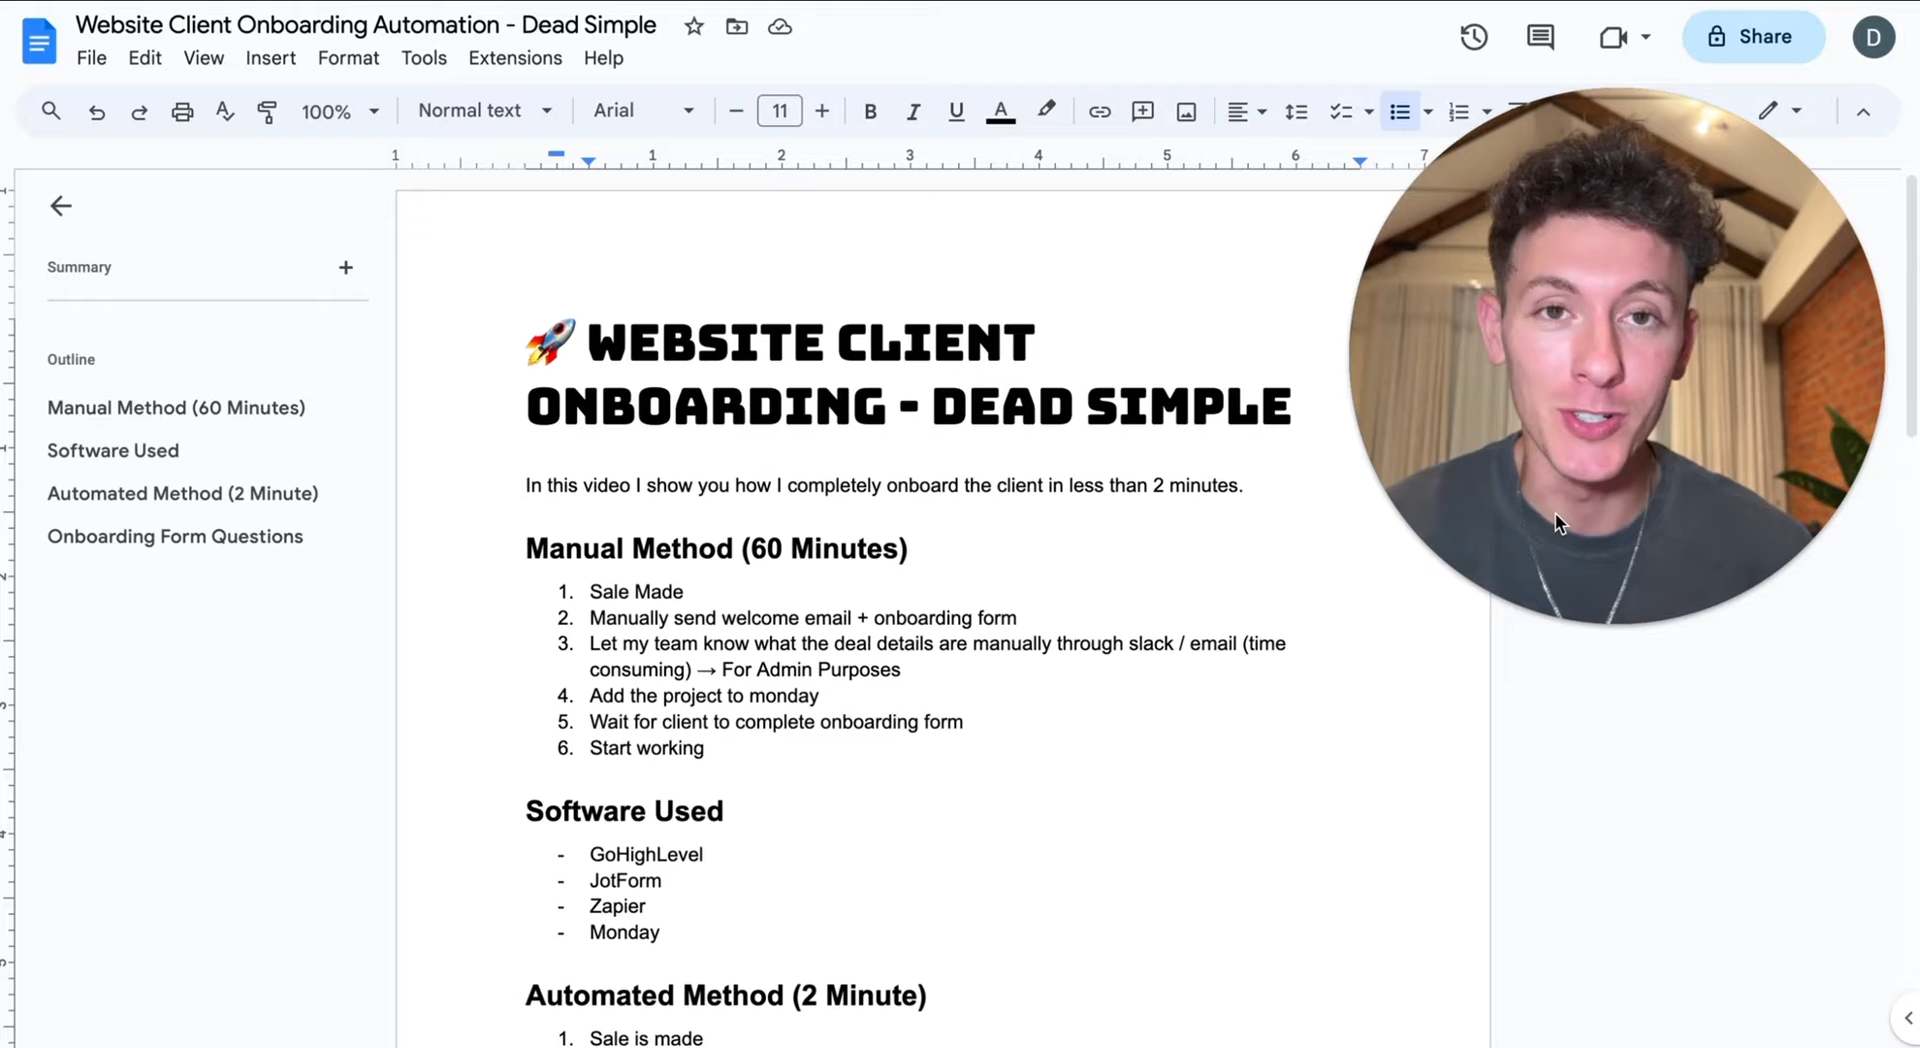 Website Client Onboarding Automation - Dead Simple
File Edit View Insert Format Tools Extensions Help
Share
D
100% Normal text Arial 11 B I U A
1 1 2 3 4 5 6 7
Summary
Outline
Manual Method (60 Minutes)
Software Used
Automated Method (2 Minute)
Onboarding Form Questions
🚀 WEBSITE CLIENT
ONBOARDING - DEAD SIMPLE
In this video I show you how I completely onboard the client in less than 2 minutes.
Manual Method (60 Minutes)
1. Sale Made
2. Manually send welcome email + onboarding form
3. Let my team know what the deal details are manually through slack / email (time
consuming) → For Admin Purposes
4. Add the project to monday
5. Wait for client to complete onboarding form
6. Start working
Software Used
- GoHighLevel
- JotForm
- Zapier
- Monday
Automated Method (2 Minute)
1. Sale is made